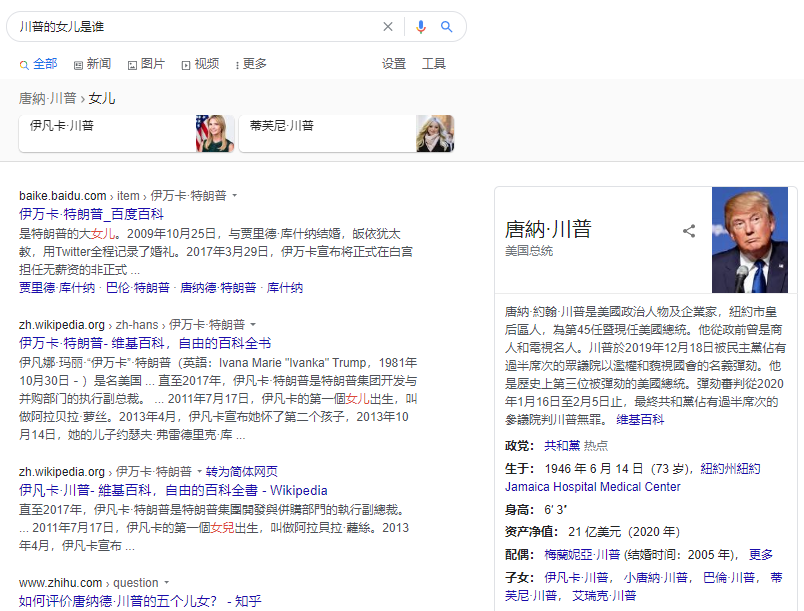 川普的女儿是谁
全部 新闻 图片 视频 更多 设置 工具
唐納·川普 › 女儿
伊凡卡·川普 蒂芙尼·川普
baike.baidu.com › item › 伊万卡·特朗普
伊万卡·特朗普_百度百科
是特朗普的大女儿。2009年10月25日，与贾里德·库什纳结婚，皈依犹太
教，用Twitter全程记录了婚礼。2017年3月29日，伊万卡宣布将正式在白宫
担任无薪资的非正式 ...
贾里德·库什纳 · 巴伦·特朗普 · 唐纳德·特朗普 · 库什纳
zh.wikipedia.org › zh-hans › 伊万卡·特朗普
伊万卡·特朗普- 维基百科，自由的百科全书
伊凡娜·玛丽·“伊万卡”·特朗普（英語：Ivana Marie "Ivanka" Trump，1981年
10月30日－）是名美国 ... 直至2017年，伊凡卡·特朗普是特朗普集团开发与
并购部门的执行副总裁。 ... 2011年7月17日，伊凡卡的第一個女儿出生，叫
做阿拉贝拉·萝丝。2013年4月，伊凡卡宣布她怀了第二个孩子，2013年10
月14日，她的儿子约瑟夫·弗雷德里克·库 ...
zh.wikipedia.org › 伊万卡·特朗普 转为简体网页
伊凡卡·川普- 維基百科，自由的百科全書 - Wikipedia
直至2017年，伊凡卡·特朗普是特朗普集團開發與併購部門的執行副總裁。
... 2011年7月17日，伊凡卡的第一個女兒出生，叫做阿拉貝拉·蘿絲。2013
年4月，伊凡卡宣布 ...
www.zhihu.com › question
如何评价唐纳德·川普的五个儿女？ - 知乎
唐納·川普
美国总统
唐納·約翰·川普是美國政治人物及企業家，紐約市皇
后區人，為第45任暨現任美國總統。他從政前曾是商
人和電視名人。川普於2019年12月18日被民主黨佔有
過半席次的眾議院以濫權和藐視國會的名義彈劾。他
是歷史上第三位被彈劾的美國總統。彈劾審判從2020
年1月16日至2月5日止，最終共和黨佔有過半席次的
參議院判川普無罪。 维基百科
政党： 共和黨 热点
生于： 1946 年 6 月 14 日（73 岁），紐約州紐約
Jamaica Hospital Medical Center
身高： 6′ 3″
资产净值： 21 亿美元（2020 年）
配偶： 梅蘭妮亞·川普 (结婚时间：2005 年)， 更多
子女： 伊凡卡·川普， 小唐納·川普， 巴倫·川普， 蒂
芙尼·川普， 艾瑞克·川普